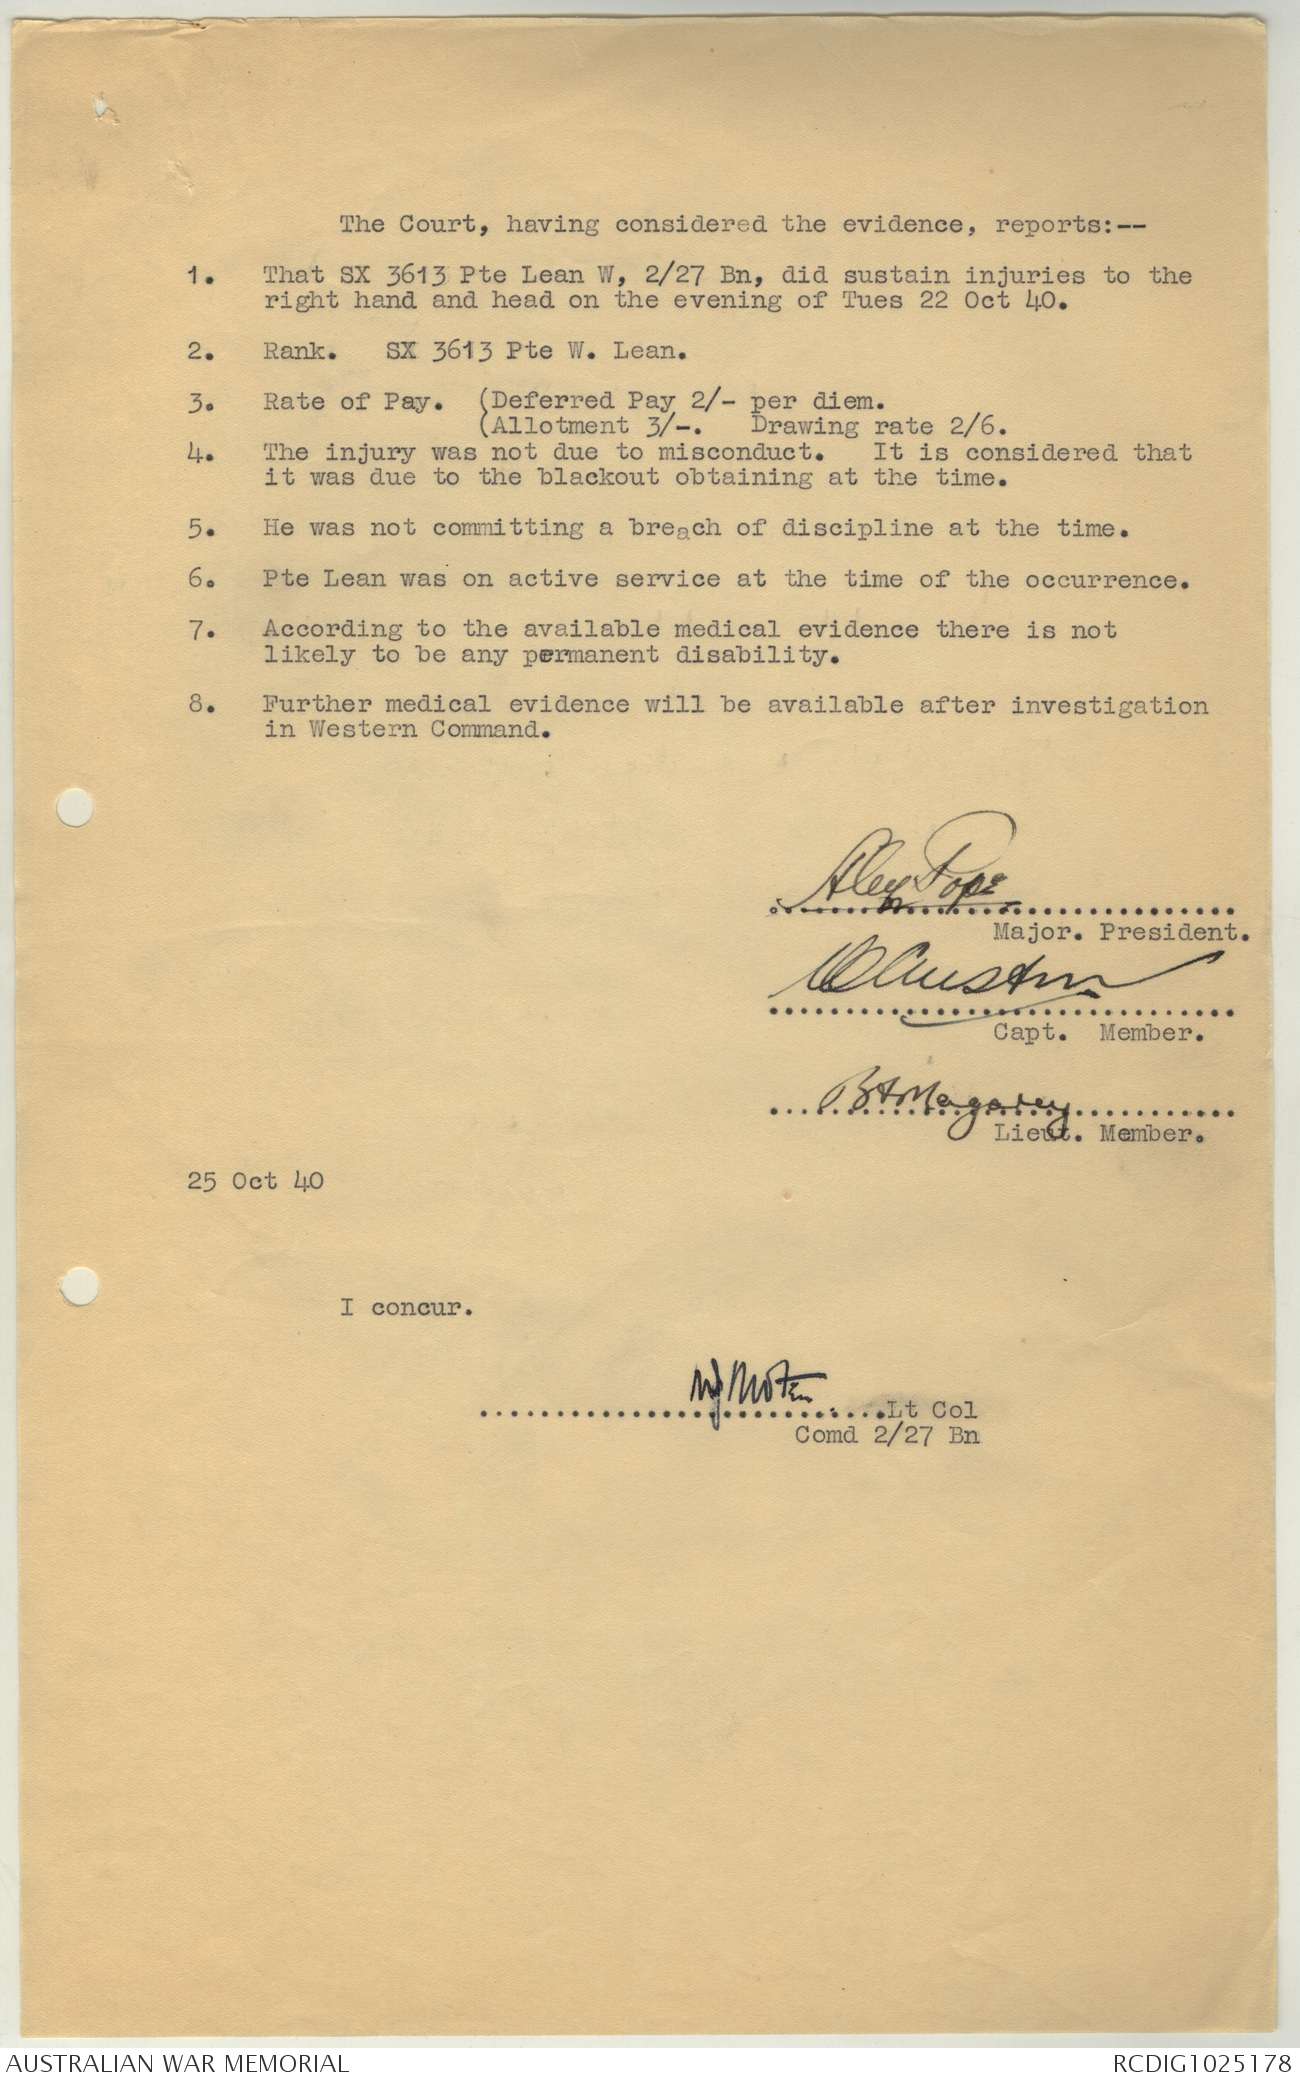 The Court, having considered the evidence, reports:--
1. That SX 3613 Pte Lean W, 2/27 Bn, did sustain injuries to the
right hand and head on the evening of Tues 22 Oct 40.
2. Rank. SX 3613 Pte W. Lean.
3. Rate of Pay. (Deferred Pay 2/- per diem.
(Allotment 3/-. Drawing rate 2/6.
4. The injury was not due to misconduct. It is considered that
it was due to the blackout obtaining at the time.
5. He was not committing a breach of discipline at the time.
6. Pte Lean was on active service at the time of the occurrence.
7. According to the available medical evidence there is not
likely to be any permanent disability.
8. Further medical evidence will be available after investigation
in Western Command.
Alex Pope
Major. President.
Austin
Capt. Member.
Magarey
Lieut. Member.
25 Oct 40
I concur.
Lt Col
Comd 2/27 Bn
AUSTRALIAN WAR MEMORIAL
RCDIG1025178